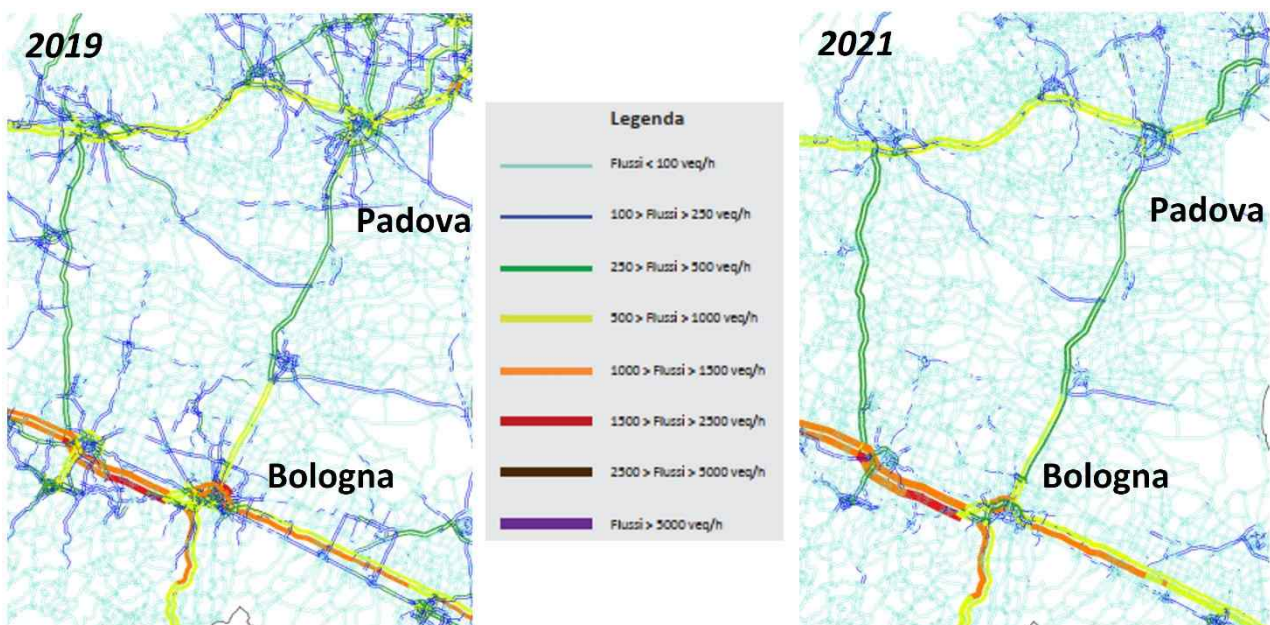 2019
Padova
Bologna
Legenda
Flussi < 100 veq/h
100 > Flussi > 250 veq/h
250 > Flussi > 500 veq/h
500 > Flussi > 1000 veq/h
1000 > Flussi > 1500 veq/h
1500 > Flussi > 2500 veq/h
2500 > Flussi > 5000 veq/h
Flussi > 5000 veq/h
2021
Padova
Bologna